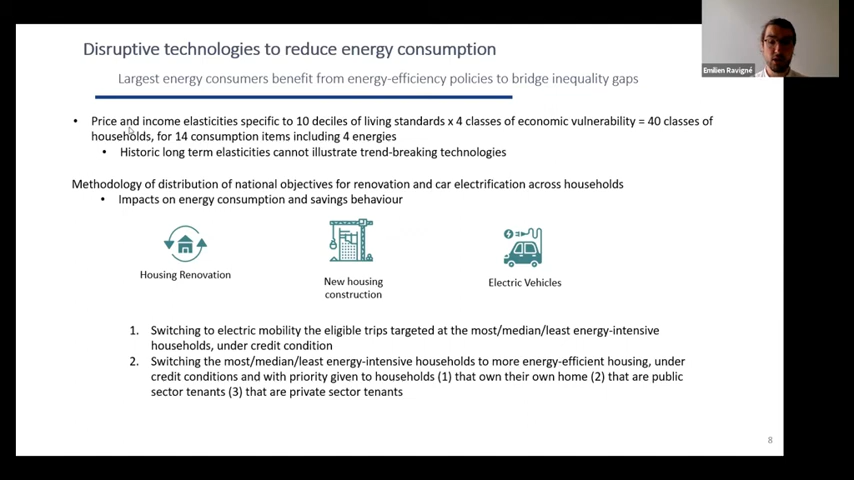 Disruptive technologies to reduce energy consumption
Largest energy consumers benefit from energy-efficiency policies to bridge inequality gaps
Emilien Ravigné
• Price and income elasticities specific to 10 deciles of living standards x 4 classes of economic vulnerability = 40 classes of
households, for 14 consumption items including 4 energies
• Historic long term elasticities cannot illustrate trend-breaking technologies
Methodology of distribution of national objectives for renovation and car electrification across households
• Impacts on energy consumption and savings behaviour
Housing Renovation
New housing
construction
Electric Vehicles
1. Switching to electric mobility the eligible trips targeted at the most/median/least energy-intensive
households, under credit condition
2. Switching the most/median/least energy-intensive households to more energy-efficient housing, under
credit conditions and with priority given to households (1) that own their own home (2) that are public
sector tenants (3) that are private sector tenants
8